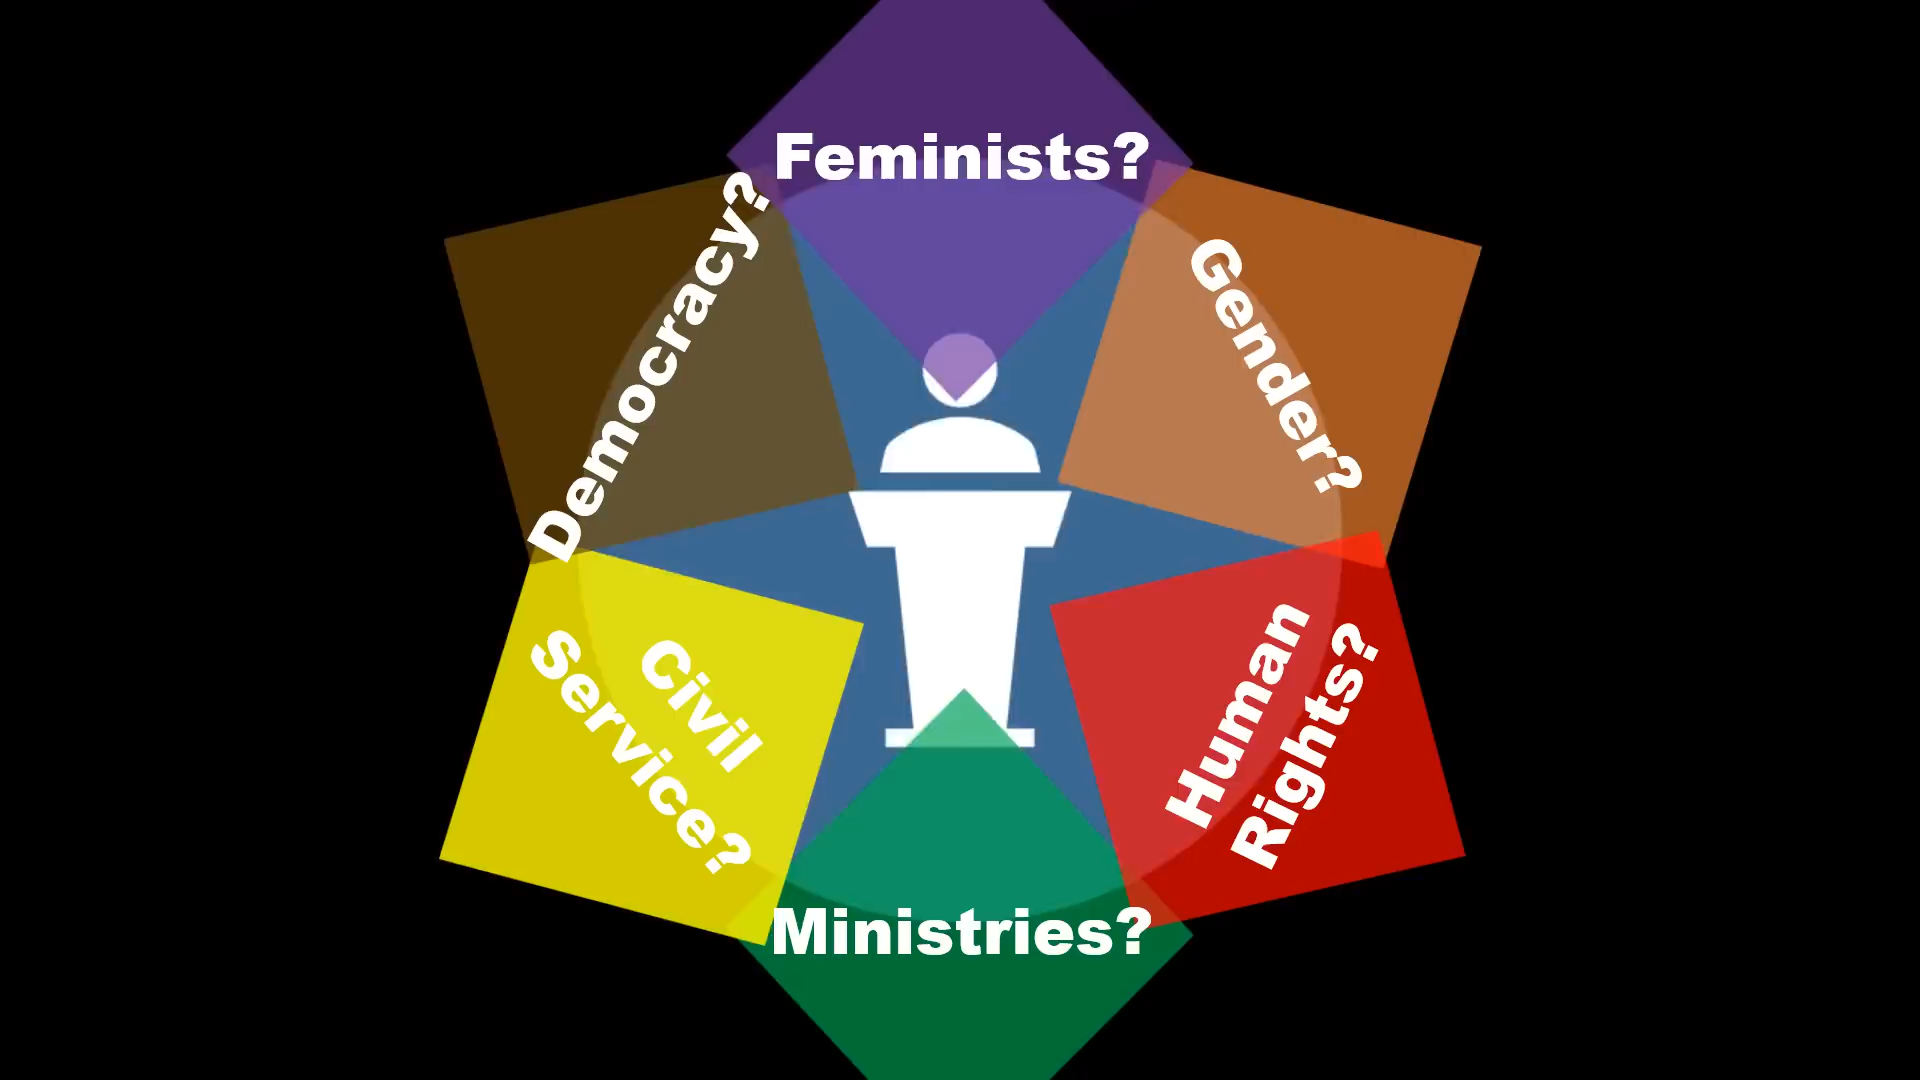 Feminists?
Democracy?
Gender?
Civil
Service?
Human
Rights?
Ministries?